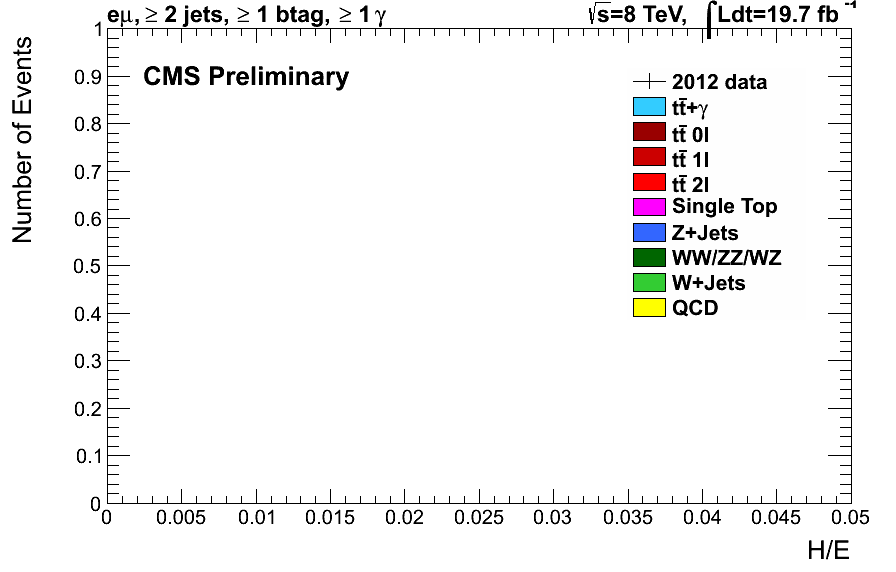 eμ, ≥ 2 jets, ≥ 1 btag, ≥ 1 γ
√s=8 TeV, ∫Ldt=19.7 fb⁻¹
CMS Preliminary
Number of Events
1
0.9
0.8
0.7
0.6
0.5
0.4
0.3
0.2
0.1
0
2012 data
tt̄+γ
tt̄ 0l
tt̄ 1l
tt̄ 2l
Single Top
Z+Jets
WW/ZZ/WZ
W+Jets
QCD
0 0.005 0.01 0.015 0.02 0.025 0.03 0.035 0.04 0.045 0.05
H/E